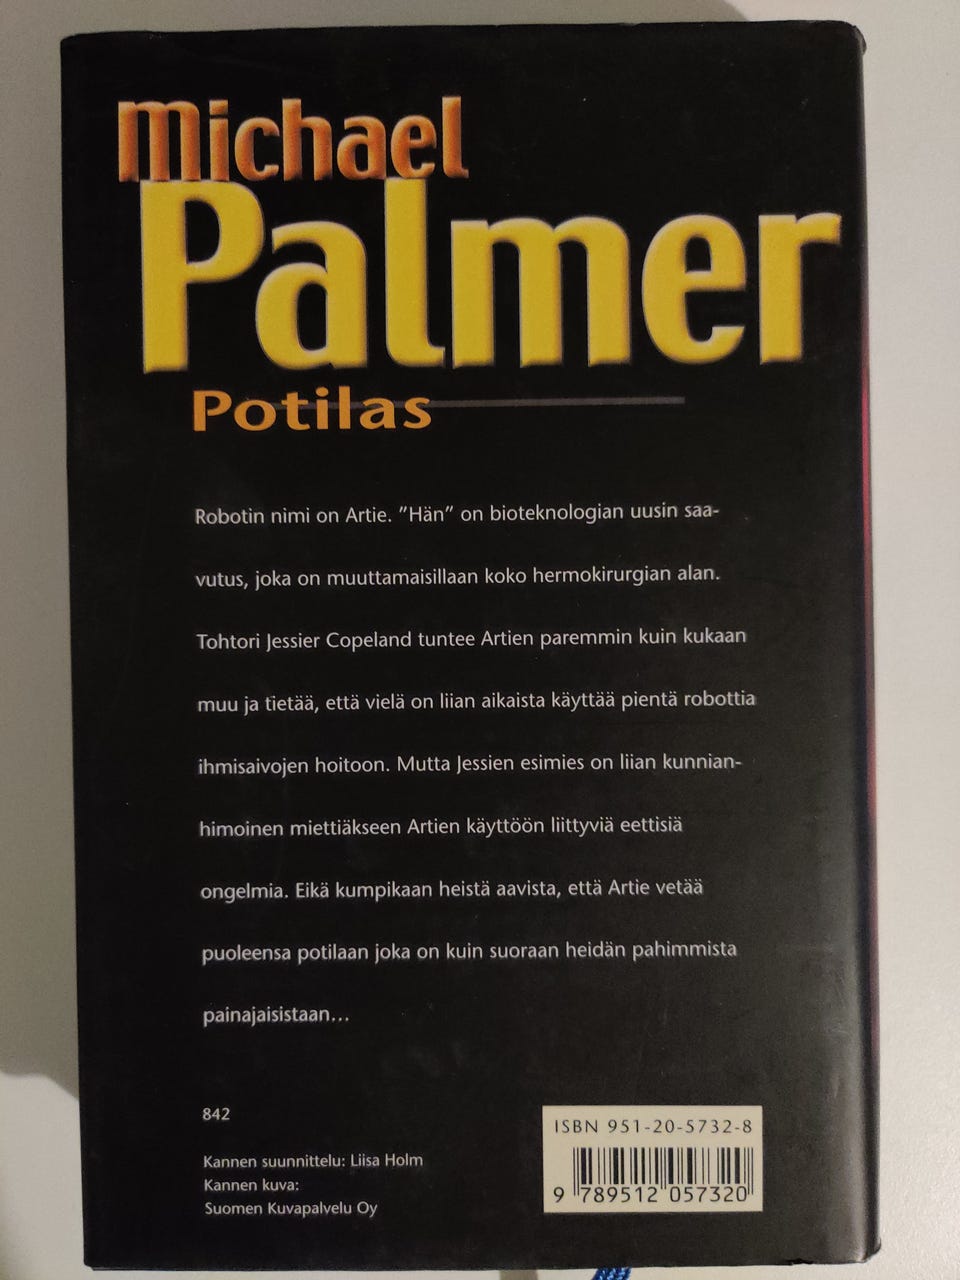 michael
Palmer
Potilas
Robotin nimi on Artie. ”Hän” on bioteknologian uusin saa-
vutus, joka on muuttamaisillaan koko hermokirurgian alan.
Tohtori Jessier Copeland tuntee Artien paremmin kuin kukaan
muu ja tietää, että vielä on liian aikaista käyttää pientä robottia
ihmisaivojen hoitoon. Mutta Jessien esimies on liian kunnian-
himoinen miettiäkseen Artien käyttöön liittyviä eettisiä
ongelmia. Eikä kumpikaan heistä aavista, että Artie vetää
puoleensa potilaan joka on kuin suoraan heidän pahimmista
painajaisistaan...
842
Kannen suunnittelu: Liisa Holm
Kannen kuva:
Suomen Kuvapalvelu Oy
ISBN 951-20-5732-8
9 789512 057320